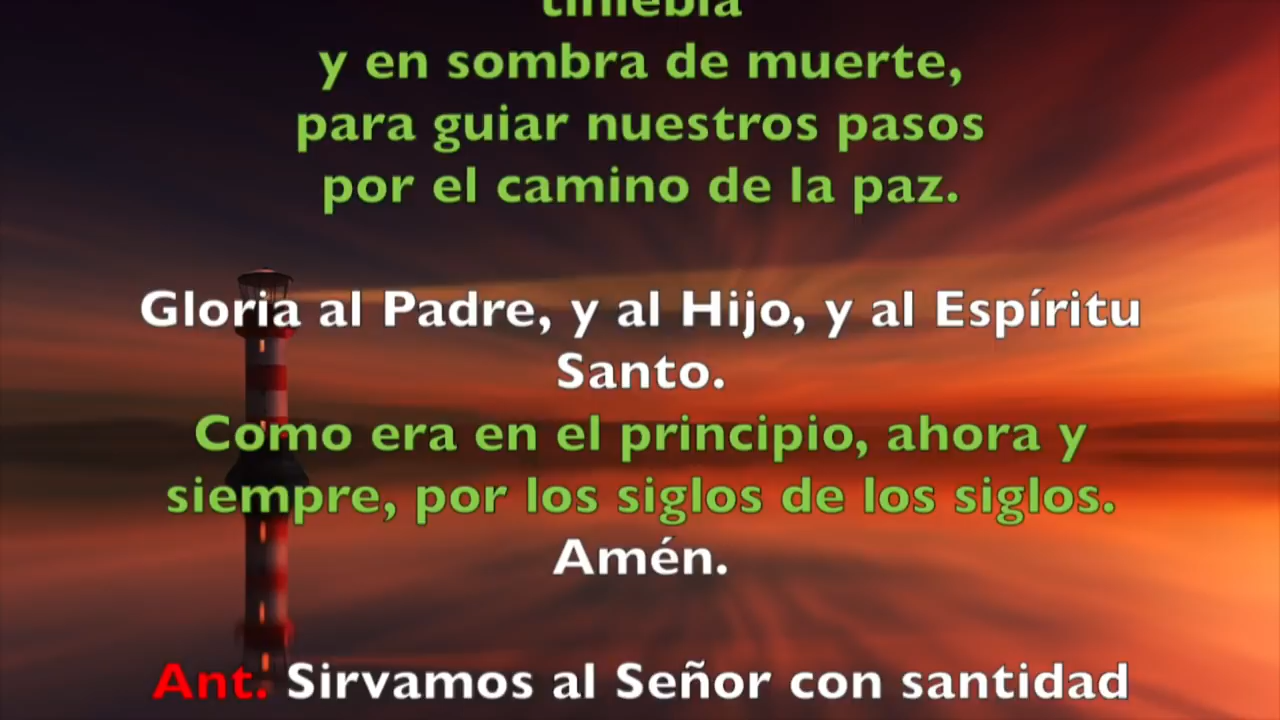 tiniebla
y en sombra de muerte,
para guiar nuestros pasos
por el camino de la paz.
Gloria al Padre, y al Hijo, y al Espíritu
Santo.
Como era en el principio, ahora y
siempre, por los siglos de los siglos.
Amén.
Ant. Sirvamos al Señor con santidad